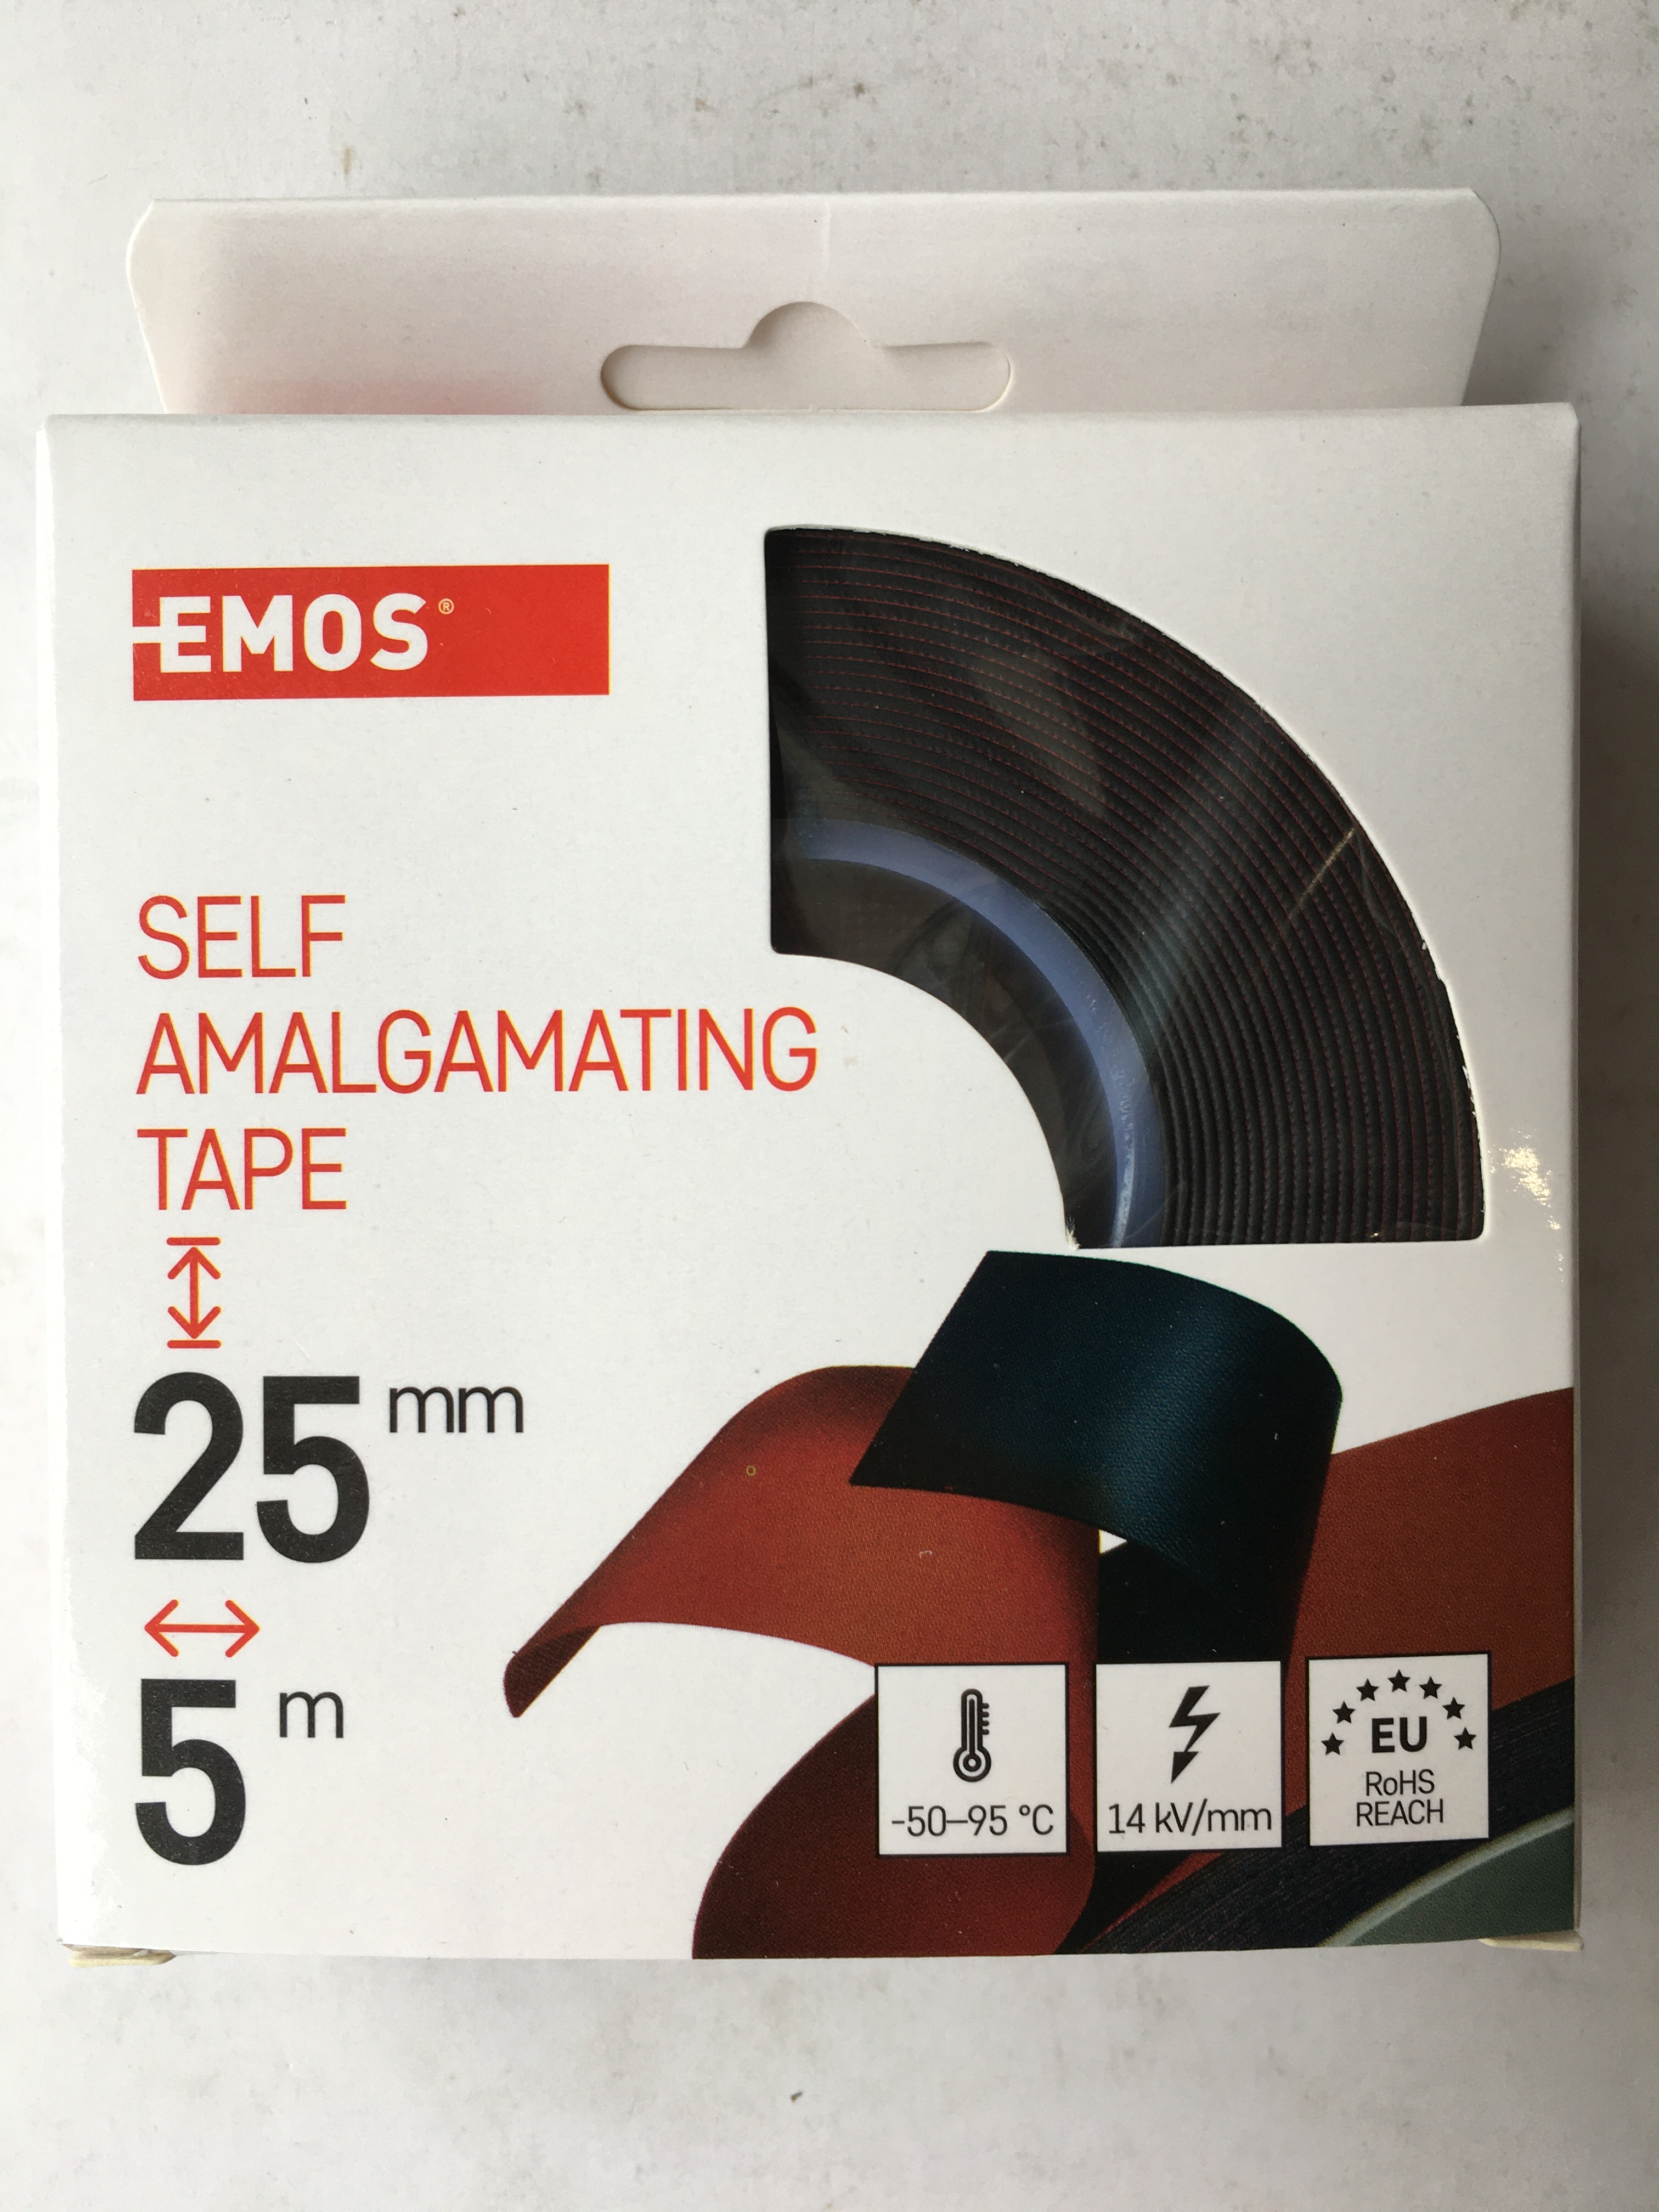 EMOS®
SELF
AMALGAMATING
TAPE
25 mm
5 m
-50–95 °C
14 kV/mm
EU
RoHS
REACH